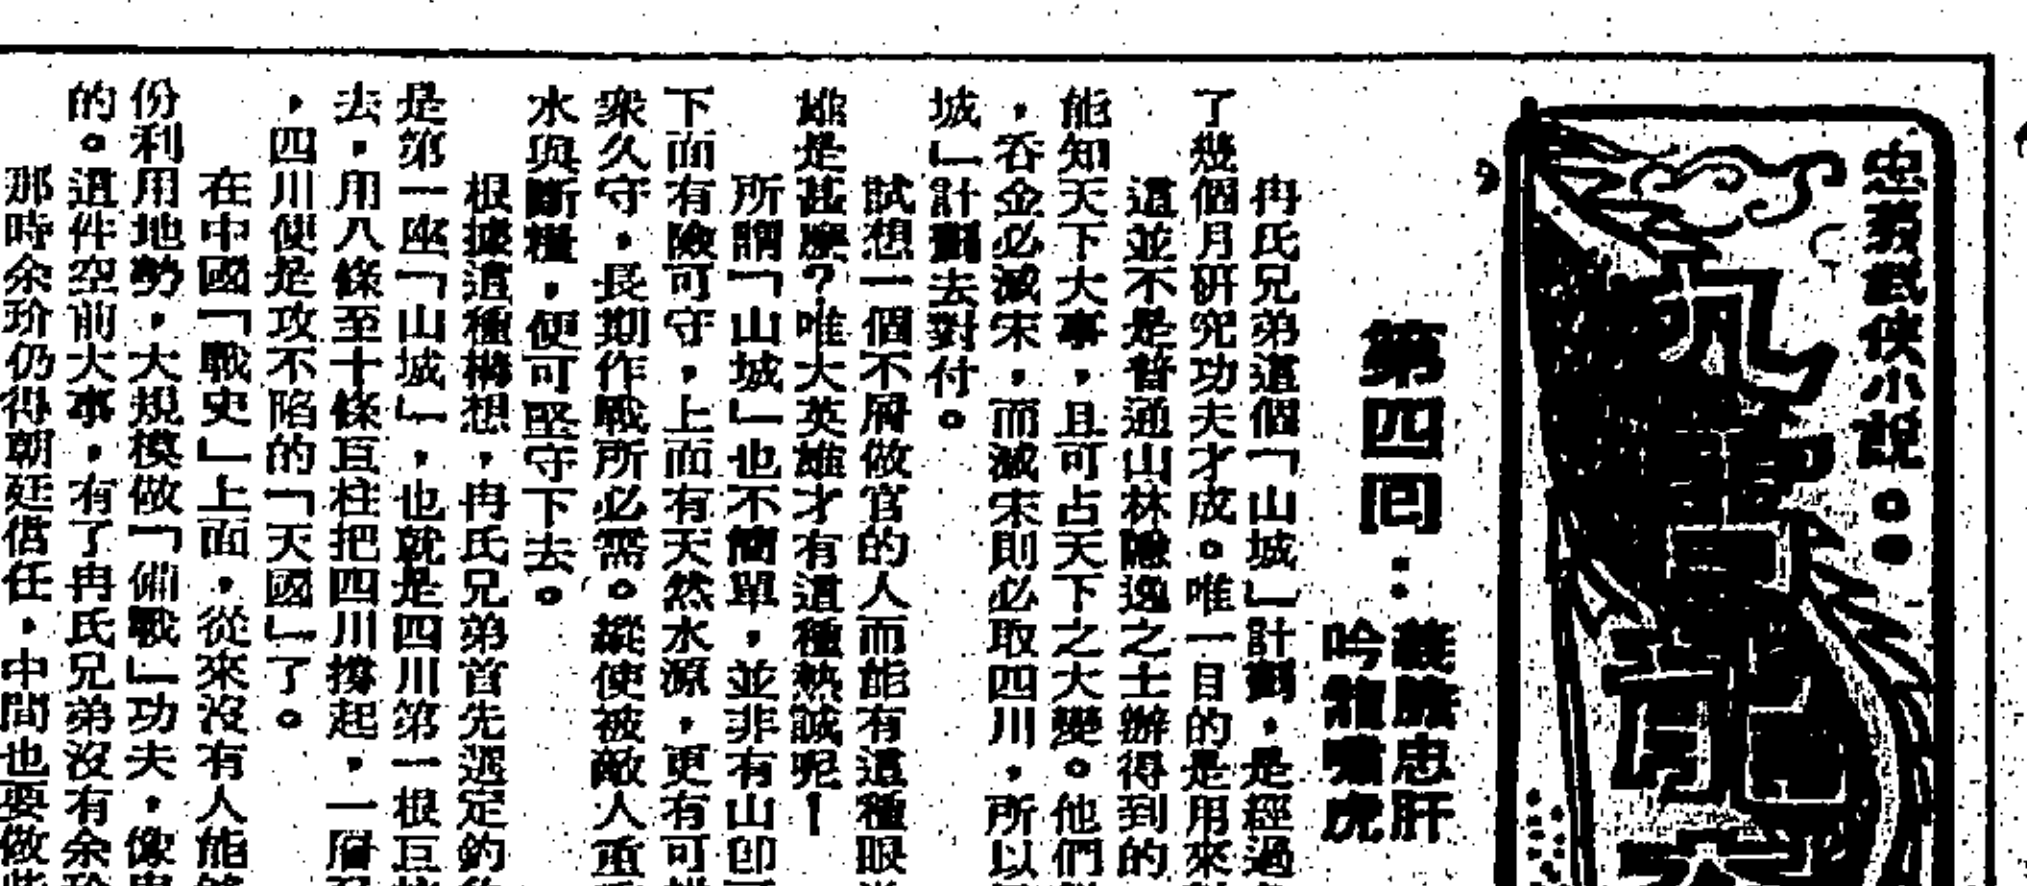 忠義武俠小說
第四回：
義膽忠肝
吟龍嘯虎
冉氏兄弟這個「山城」計劃，是經過
了幾個月研究功夫才成。唯一目的是用來
這並不是普通山林隱逸之士辦得到的
能知天下大事，且可占天下之大變。他們
，吞金必滅宋，而滅宋則必取四川，所以
城」計劃去對付。
試想一個不屑做官的人而能有這種眼
雄是甚麼？唯大英雄才有這種熱誠呢！
所謂「山城」也不簡單，並非有山卽
下面有險可守，上面有天然水源，更有可
衆久守，長期作戰所必需。縱使被敵人重
水與斷糧，便可堅守下去。
根據這種構想，冉氏兄弟首先選定釣
是第一座「山城」，也就是四川第一根巨
去，用八條至十條巨柱把四川撐起，一層
，四川便是攻不陷的「天國」了。
在中國「戰史」上面，從來沒有人能
份利用地勢，大規模做「備戰」功夫，像
的。這件空前大事，有了冉氏兄弟沒有余
那時余玠仍得朝廷信任，中間也要做些